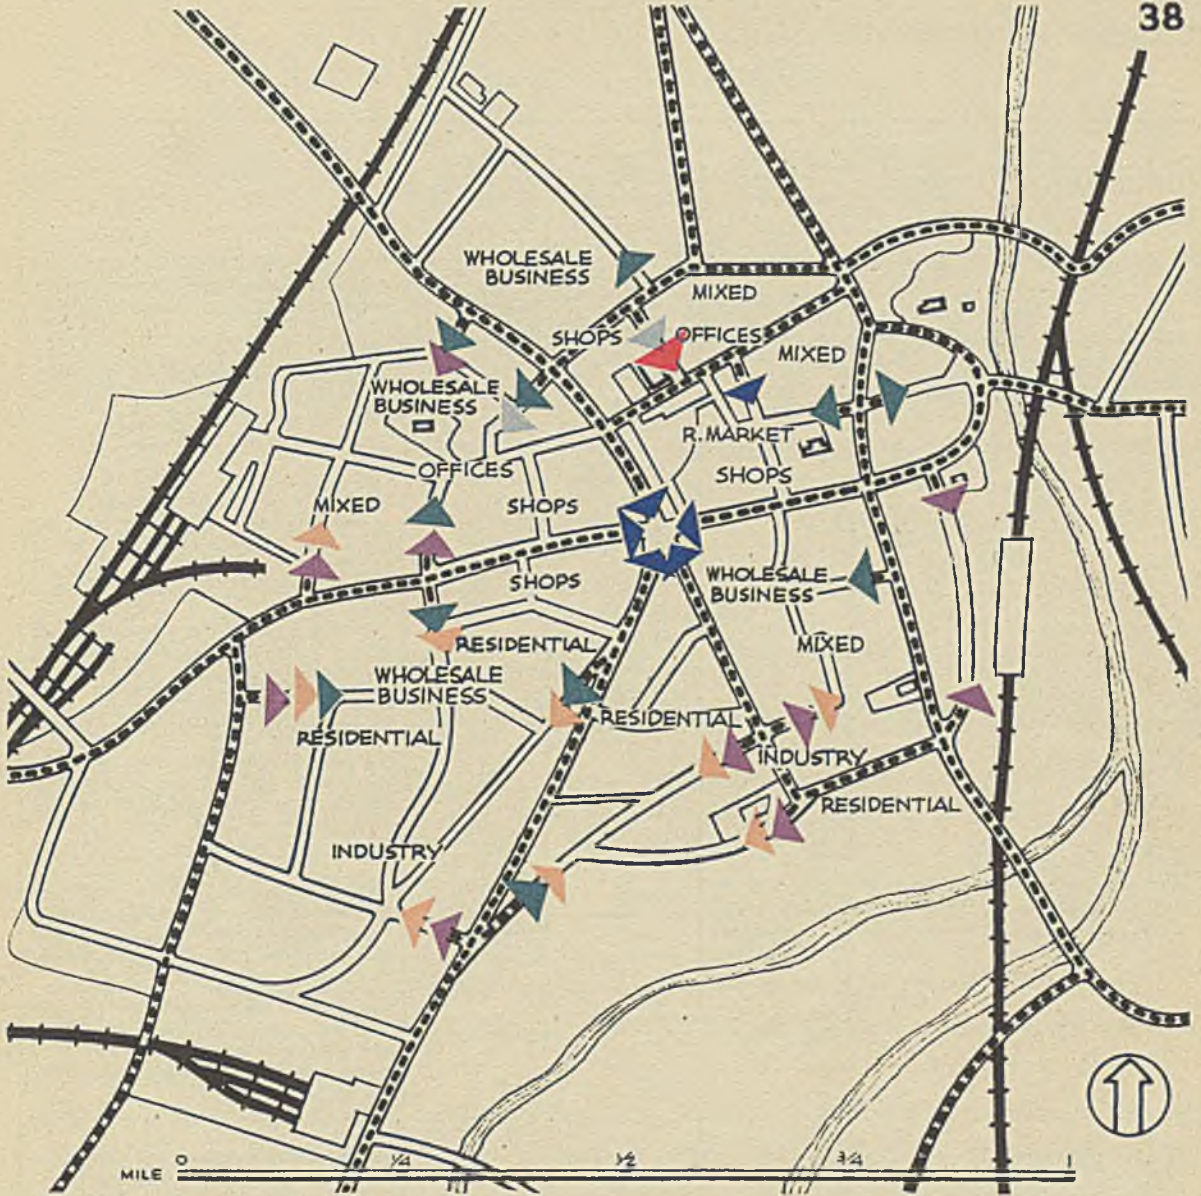 38
WHOLESALE
BUSINESS
MIXED
SHOPS
OFFICES
MIXED
WHOLESALE
BUSINESS
R. MARKET
OFFICES
SHOPS
MIXED
SHOPS
SHOPS
WHOLESALE
BUSINESS
RESIDENTIAL
MIXED
WHOLESALE
BUSINESS
RESIDENTIAL
RESIDENTIAL
INDUSTRY
RESIDENTIAL
INDUSTRY
MILE 0 1/4 1/2 3/4 1